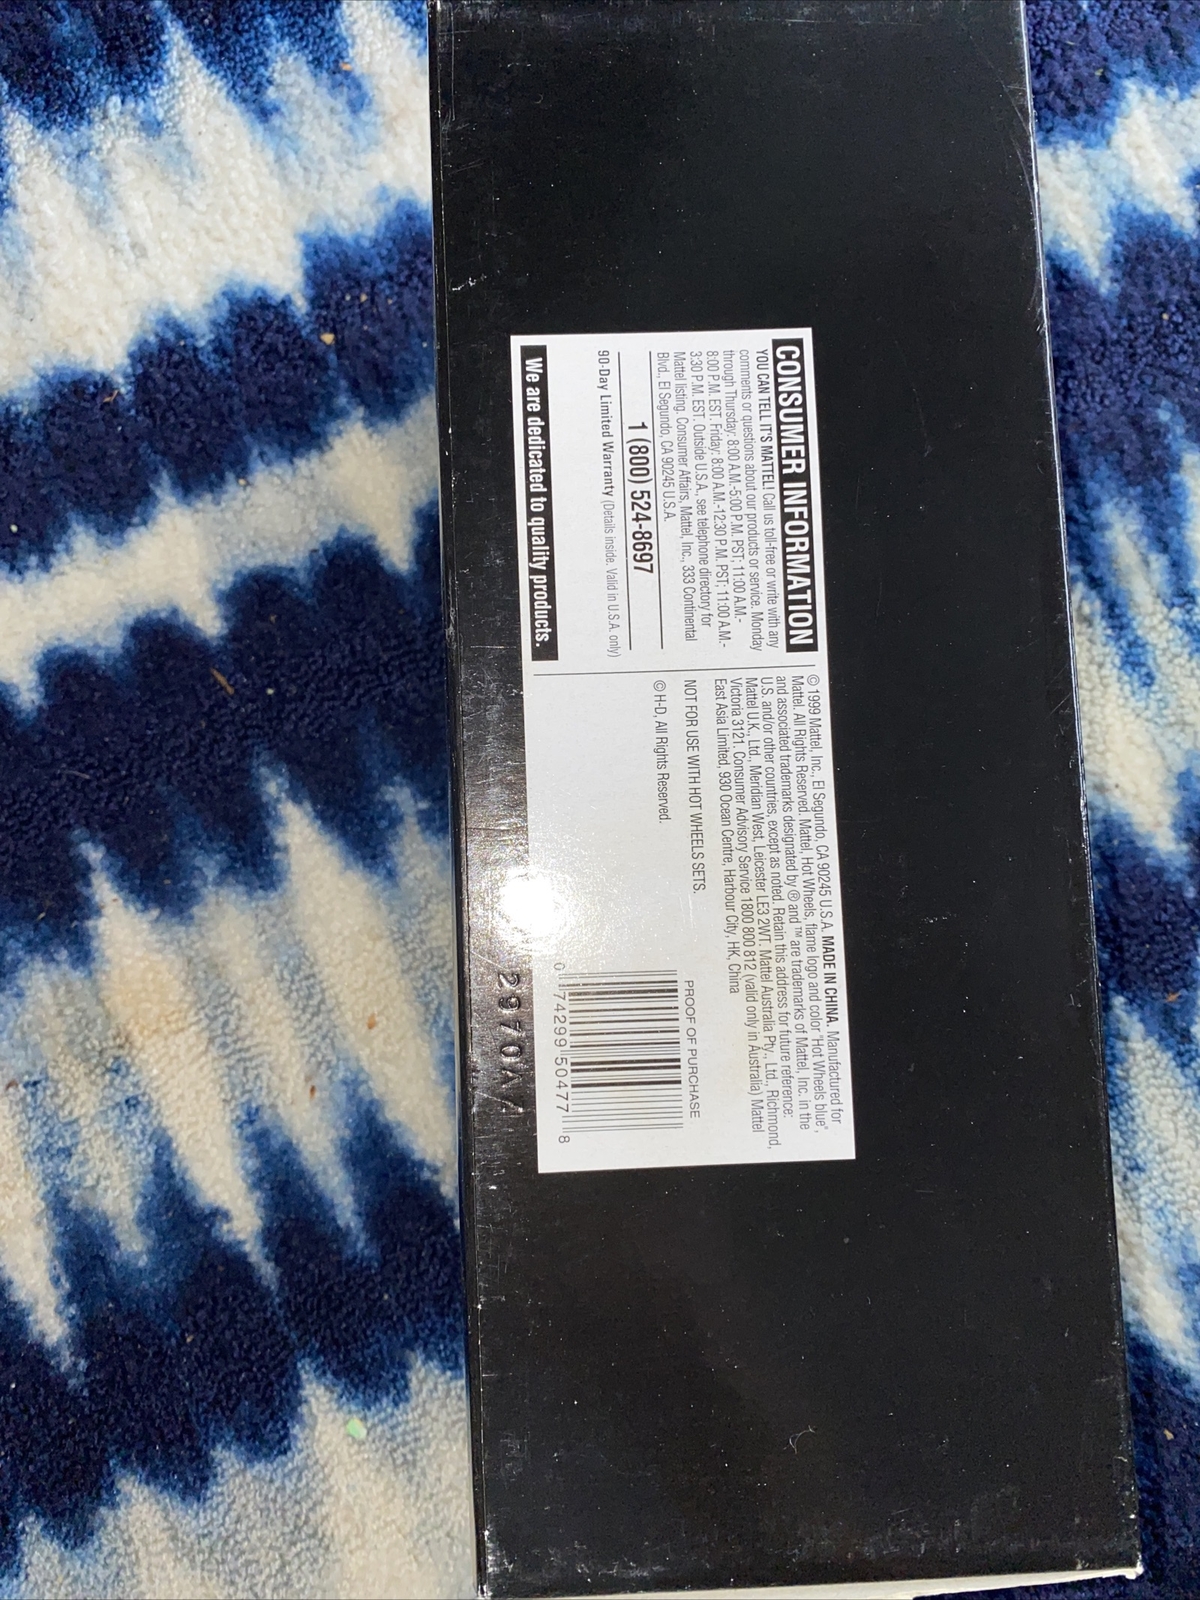 CONSUMER INFORMATION
YOU CAN TELL IT'S MATTEL! Call us toll-free or write with any
comments or questions about our products or service. Monday
through Thursday: 8:00 A.M.-5:00 P.M. PST; 11:00 A.M.-
8:00 P.M. EST. Friday: 8:00 A.M.-12:30 P.M. PST; 11:00 A.M.-
3:30 P.M. EST. Outside U.S.A., see telephone directory for
Mattel listing. Consumer Affairs, Mattel, Inc., 333 Continental
Blvd., El Segundo, CA 90245 U.S.A.
1 (800) 524-8697
90-Day Limited Warranty (Details inside. Valid in U.S.A. only)
We are dedicated to quality products.
© 1999 Mattel, Inc., El Segundo, CA 90245 U.S.A. MADE IN CHINA. Manufactured for
Mattel. All Rights Reserved. Mattel, Hot Wheels, flame logo and color "Hot Wheels blue",
and associated trademarks designated by ® and ™ are trademarks of Mattel, Inc. in the
U.S. and/or other countries, except as noted. Retain this address for future reference:
Mattel U.K., Ltd., Meridian West, Leicester LE3 2WT. Mattel Australia Pty., Ltd., Richmond,
Victoria 3121. Consumer Advisory Service 1800 800 812 (valid only in Australia) Mattel
East Asia Limited, 930 Ocean Centre, Harbour City, HK, China
NOT FOR USE WITH HOT WHEELS SETS.
© H-D, All Rights Reserved.
PROOF OF PURCHASE
0 74299 50477 8
2970A7